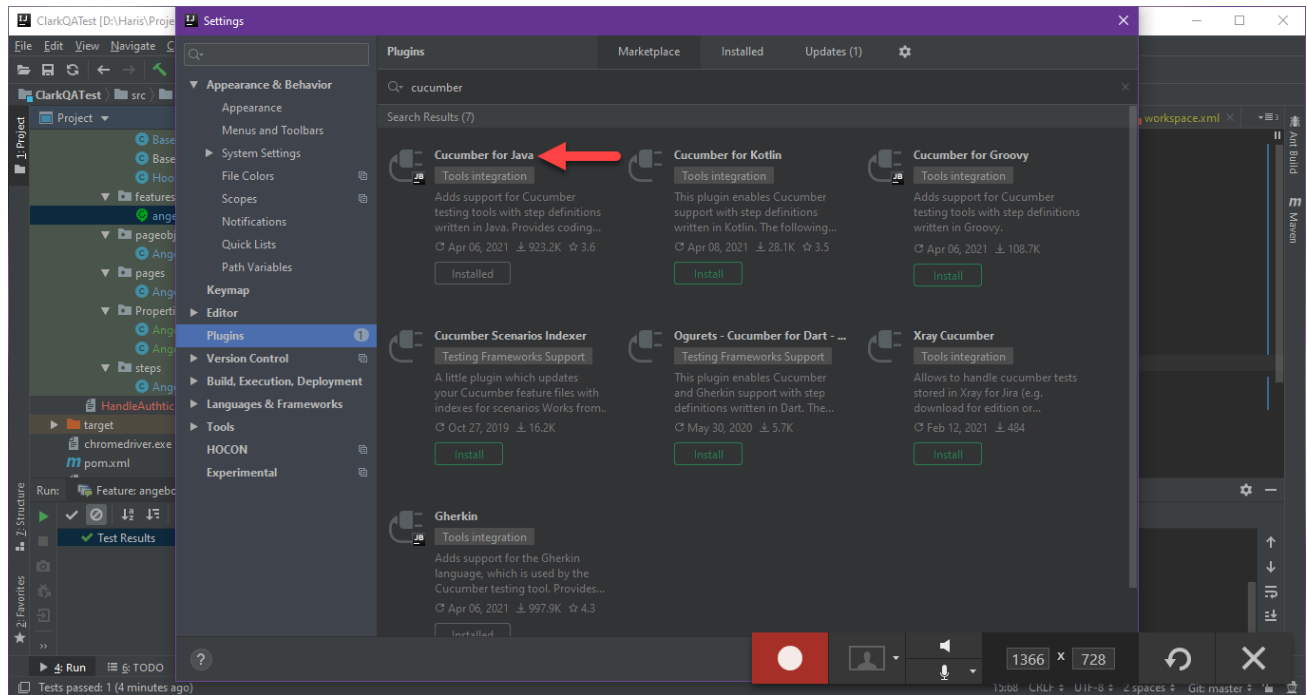 ClarkQATest [D:\Haris\Proje
Settings
File Edit View Navigate C
ClarkQATest src
Project
Base
Base
Hoo
features
ange
pageobj
Ang
pages
Ang
Properti
Ang
Ang
steps
Ang
HandleAuthtic
target
chromedriver.exe
pom.xml
1: Project
Z: Structure
2: Favorites
Appearance & Behavior
Appearance
Menus and Toolbars
System Settings
File Colors
Scopes
Notifications
Quick Lists
Path Variables
Keymap
Editor
Plugins 1
Version Control
Build, Execution, Deployment
Languages & Frameworks
Tools
HOCON
Experimental
Plugins Marketplace Installed Updates (1)
cucumber
Search Results (7)
Cucumber for Java
Tools integration
Adds support for Cucumber
testing tools with step definitions
written in Java. Provides coding...
Apr 06, 2021 923.2K 3.6
Installed
Cucumber for Kotlin
Tools integration
This plugin enables Cucumber
support with step definitions
written in Kotlin. The following...
Apr 08, 2021 28.1K 3.5
Install
Cucumber for Groovy
Tools integration
Adds support for Cucumber
testing tools with step definitions
written in Groovy.
Apr 06, 2021 108.7K
Install
Cucumber Scenarios Indexer
Testing Frameworks Support
A little plugin which updates
your Cucumber feature files with
indexes for scenarios Works from..
Oct 27, 2019 16.2K
Install
Ogurets - Cucumber for Dart - ...
Testing Frameworks Support
This plugin enables Cucumber
and Gherkin support with step
definitions written in Dart. The...
May 30, 2020 5.7K
Install
Xray Cucumber
Tools integration
Allows to handle cucumber tests
stored in Xray for Jira (e.g.
download for edition or...
Feb 12, 2021 484
Install
Gherkin
Tools integration
Adds support for the Gherkin
language, which is used by the
Cucumber testing tool. Provides...
Apr 06, 2021 997.9K 4.3
Installed
JB
JB
JB
workspace.xml
Ant Build
m Maven
Run: Feature: angebo
Test Results
4: Run 6: TODO
Tests passed: 1 (4 minutes ago)
1366 x 728
15:68 CRLF UTF-8 2 spaces Git: master